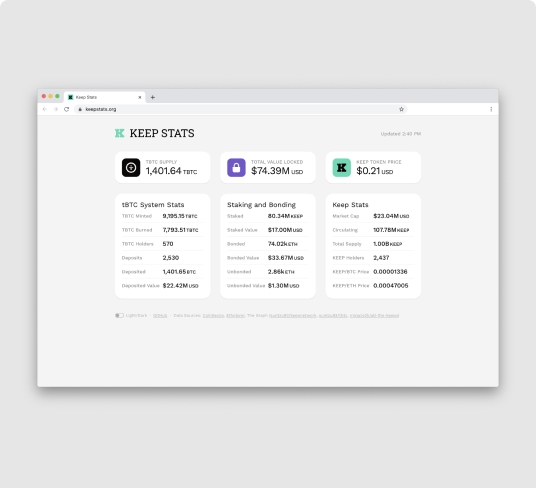 Keep Stats
keepstats.org
KEEP STATS
Updated 2:46 PM
TBTC SUPPLY
1,401.64 TBTC
TOTAL VALUE LOCKED
$74.39M USD
KEEP TOKEN PRICE
$0.21 USD
tBTC System Stats
TBTC Minted 9,195.15 TBTC
TBTC Burned 7,793.51 TBTC
TBTC Holders 570
Deposits 2,530
Deposited 1,401.65 BTC
Deposited Value $22.42M USD
Staking and Bonding
Staked 80.34M KEEP
Staked Value $17.00M USD
Bonded 74.02k ETH
Bonded Value $33.67M USD
Unbonded 2.86k ETH
Unbonded Value $1.30M USD
Keep Stats
Market Cap $23.04M USD
Circulating 107.78M KEEP
Total Supply 1.00B KEEP
KEEP Holders 2,437
KEEP/BTC Price 0.00001336
KEEP/ETH Price 0.00047005
Light/Dark